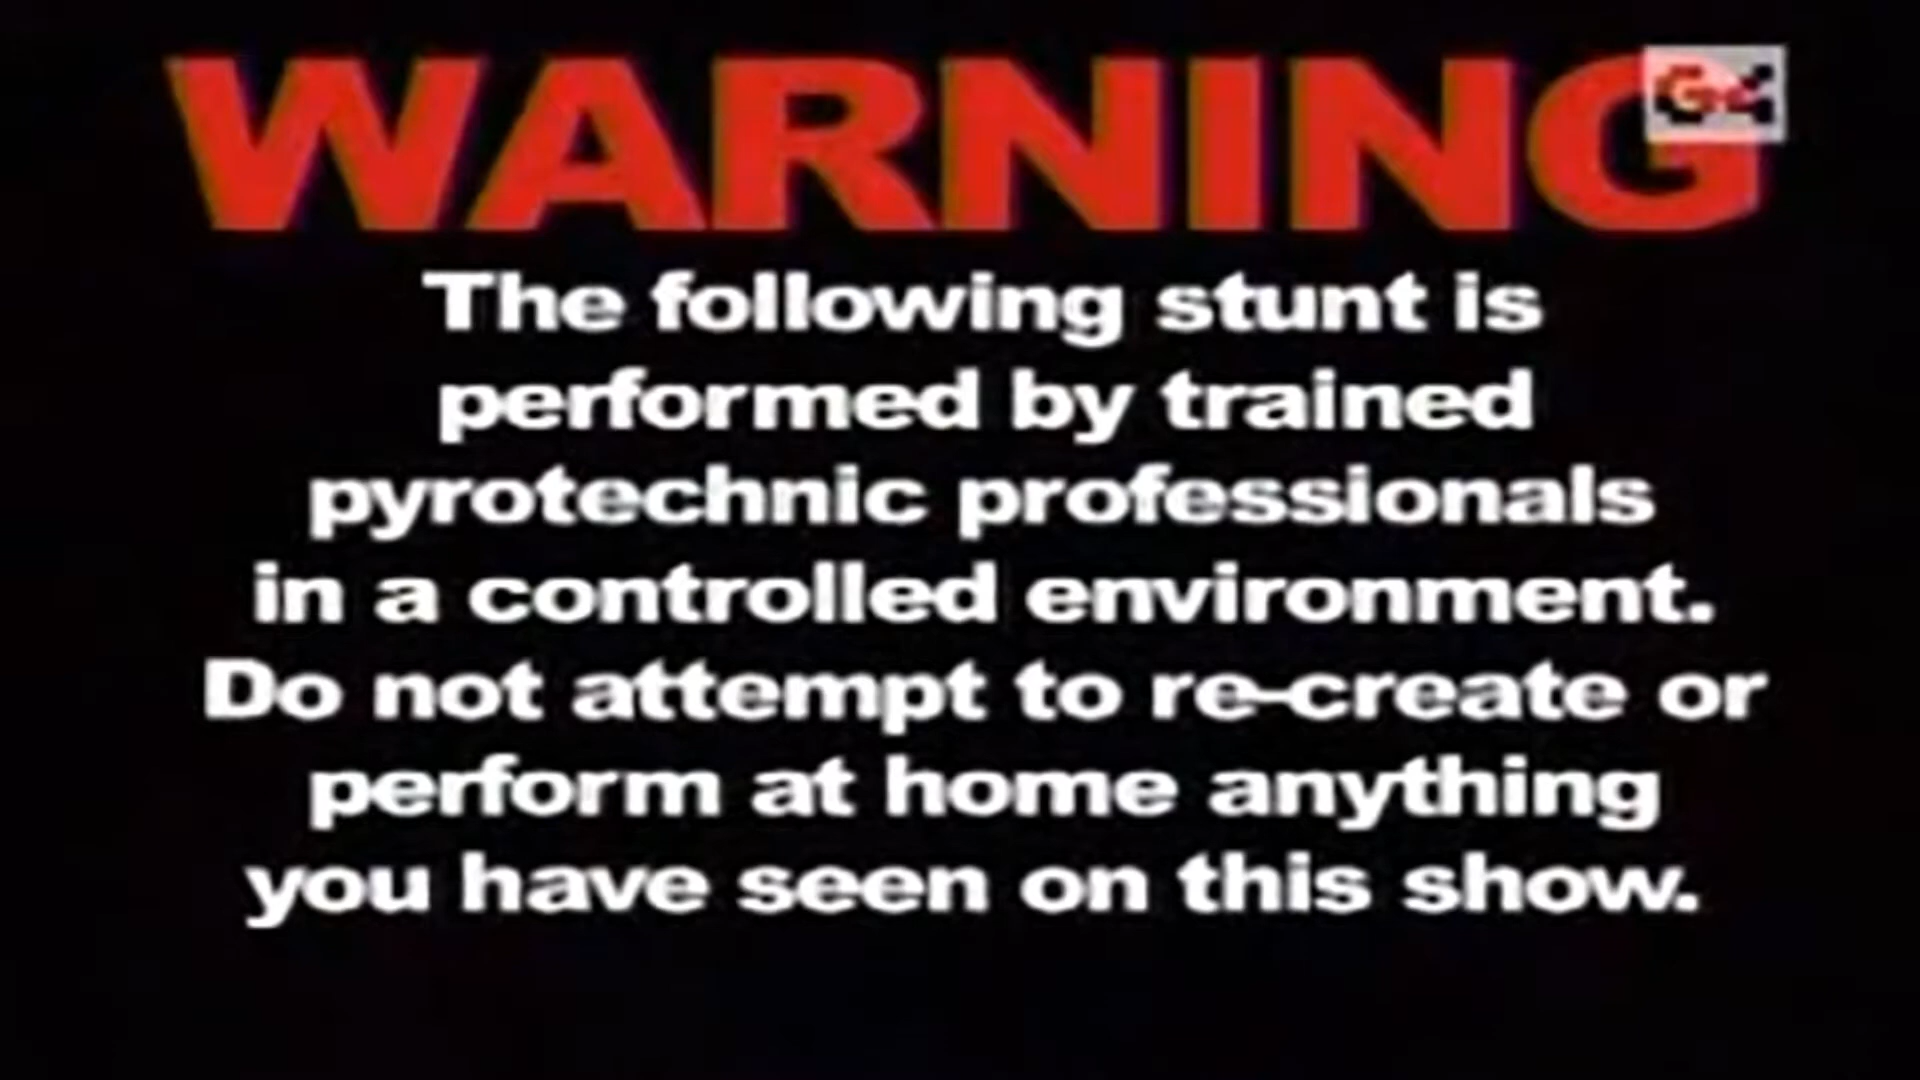 WARNING
G4
The following stunt is
performed by trained
pyrotechnic professionals
in a controlled environment.
Do not attempt to re-create or
perform at home anything
you have seen on this show.